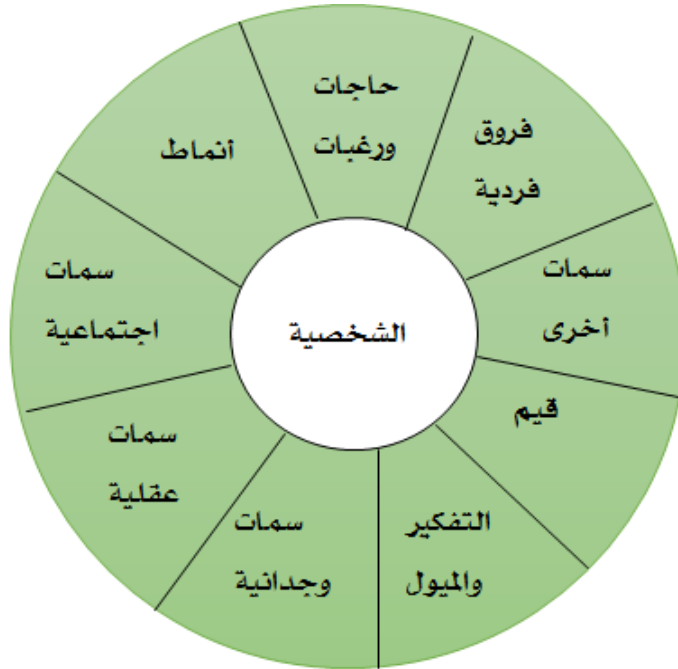 حاجات
ورغبات
فروق
فردية
سمات
أخرى
قيم
التفكير
والميول
سمات
وجدانية
سمات
عقلية
سمات
اجتماعية
أنماط
الشخصية